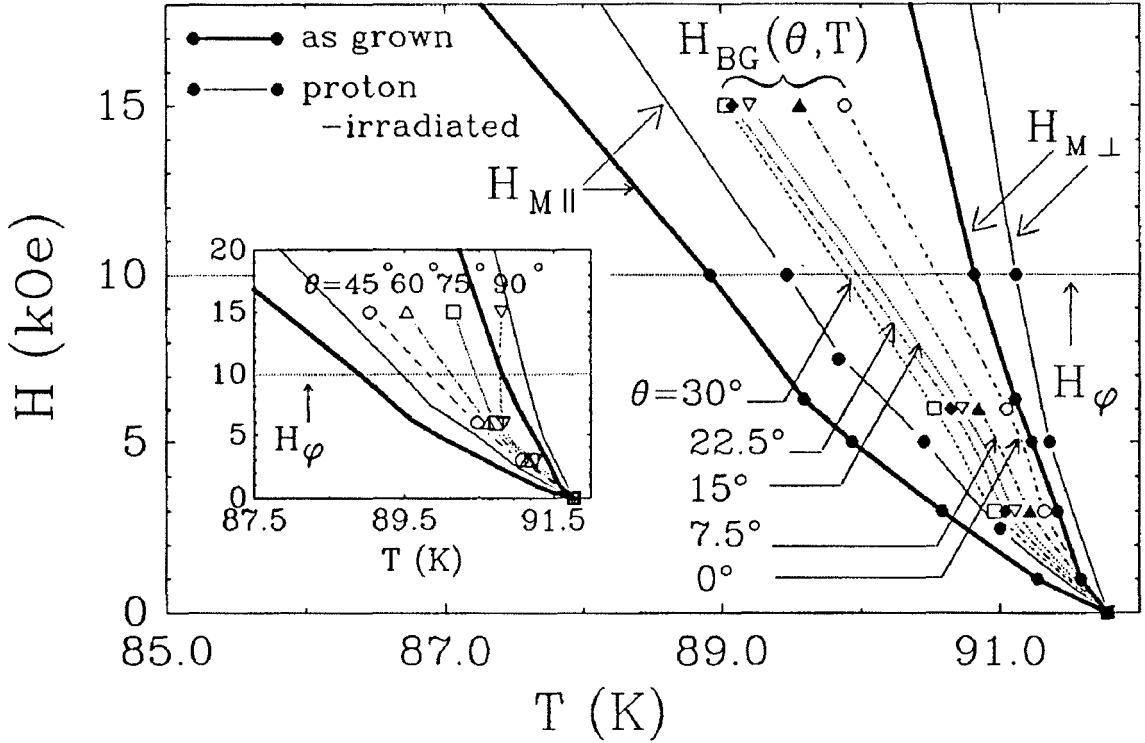 as grown
proton
-irradiated
H_BG(θ,T)
15
H_M||
H_M⊥
10
H_φ
5
0
θ=30°
22.5°
15°
7.5°
0°
85.0 87.0 89.0 91.0
T (K)
H (kOe)
20
θ=45° 60° 75° 90°
15
10
H_φ
5
0
87.5 89.5 91.5
T (K)